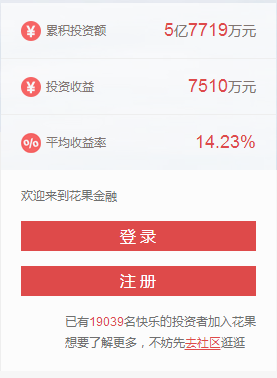 累积投资额 5亿7719万元
投资收益 7510万元
平均收益率 14.23%
欢迎来到花果金融
登录
注册
已有19039名快乐的投资者加入花果
想要了解更多，不妨先去社区逛逛